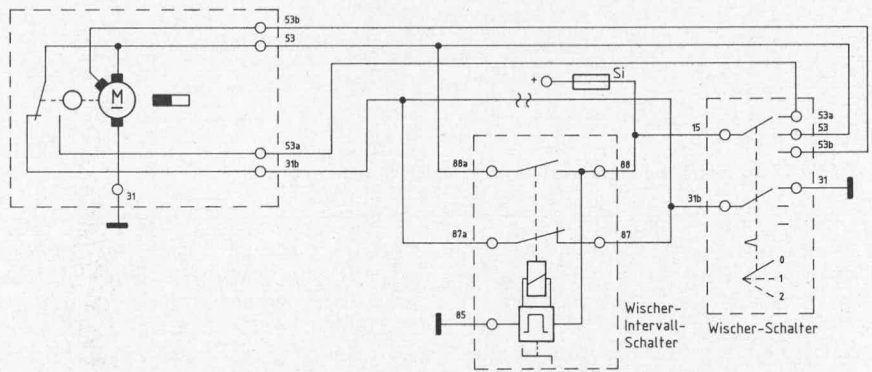 53b
53
M
53a
31b
31
+
Si
15
53a
53
53b
31b
31
88a
88
87a
87
85
Wischer-
Intervall-
Schalter
0
1
2
Wischer-Schalter